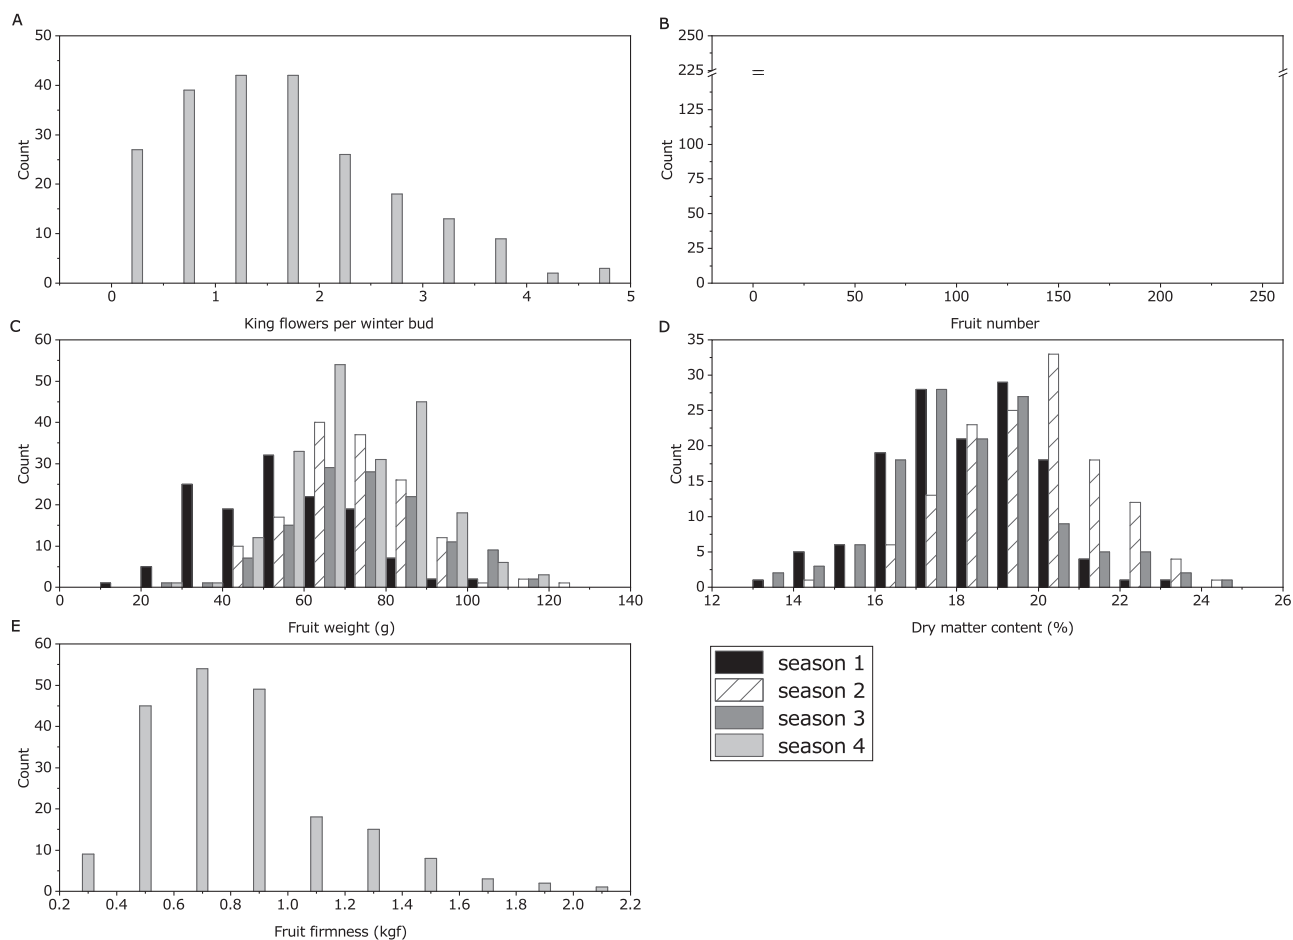 A
50
40
30
20
10
0
Count
0 1 2 3 4 5
King flowers per winter bud
B
250
225
125
100
75
50
25
0
Count
0 50 100 150 200 250
Fruit number
C
60
50
40
30
20
10
0
Count
0 20 40 60 80 100 120 140
Fruit weight (g)
D
35
30
25
20
15
10
5
0
Count
12 14 16 18 20 22 24 26
Dry matter content (%)
E
60
50
40
30
20
10
0
Count
0.2 0.4 0.6 0.8 1.0 1.2 1.4 1.6 1.8 2.0 2.2
Fruit firmness (kgf)
season 1
season 2
season 3
season 4